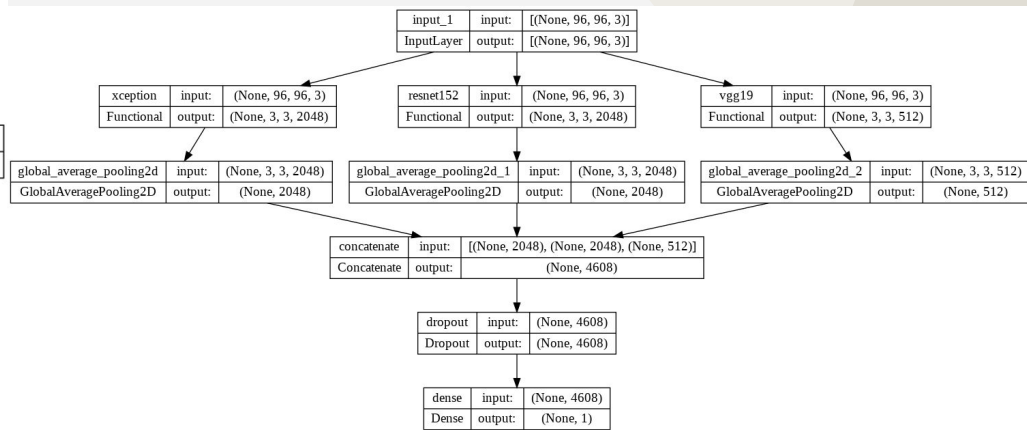 input_1 input: [(None, 96, 96, 3)]
InputLayer output: [(None, 96, 96, 3)]
xception input: (None, 96, 96, 3)
Functional output: (None, 3, 3, 2048)
resnet152 input: (None, 96, 96, 3)
Functional output: (None, 3, 3, 2048)
vgg19 input: (None, 96, 96, 3)
Functional output: (None, 3, 3, 512)
global_average_pooling2d input: (None, 3, 3, 2048)
GlobalAveragePooling2D output: (None, 2048)
global_average_pooling2d_1 input: (None, 3, 3, 2048)
GlobalAveragePooling2D output: (None, 2048)
global_average_pooling2d_2 input: (None, 3, 3, 512)
GlobalAveragePooling2D output: (None, 512)
concatenate input: [(None, 2048), (None, 2048), (None, 512)]
Concatenate output: (None, 4608)
dropout input: (None, 4608)
Dropout output: (None, 4608)
dense input: (None, 4608)
Dense output: (None, 1)